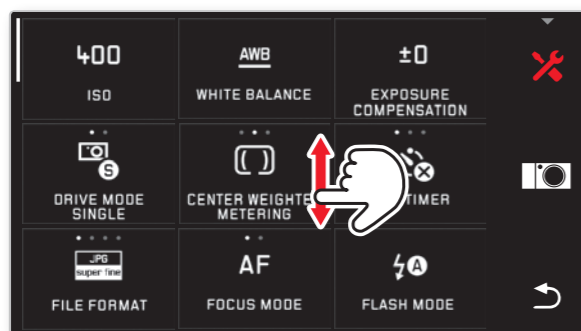 400
AWB
±0
ISO
WHITE BALANCE
EXPOSURE
COMPENSATION
S
DRIVE MODE
SINGLE
CENTER WEIGHTE
METERING
TIMER
JPG
super fine
AF
A
FILE FORMAT
FOCUS MODE
FLASH MODE